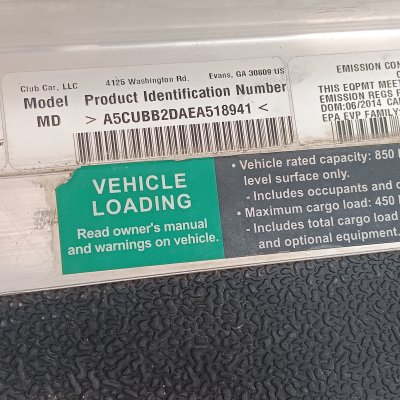 Club Car, LLC 4125 Washington Rd. Evans, GA 30809 US
Model Product Identification Number
MD > A5CUBB2DAEA518941 <
EMISSION CON
THIS EQPMT MEET
EMISSION REGS F
DOM:06/2014 CA
EPA EVP FAMILY:
VEHICLE
LOADING
Read owner's manual
and warnings on vehicle.
• Vehicle rated capacity: 850
level surface only.
- Includes occupants and
• Maximum cargo load: 450
- Includes total cargo load
and optional equipment.